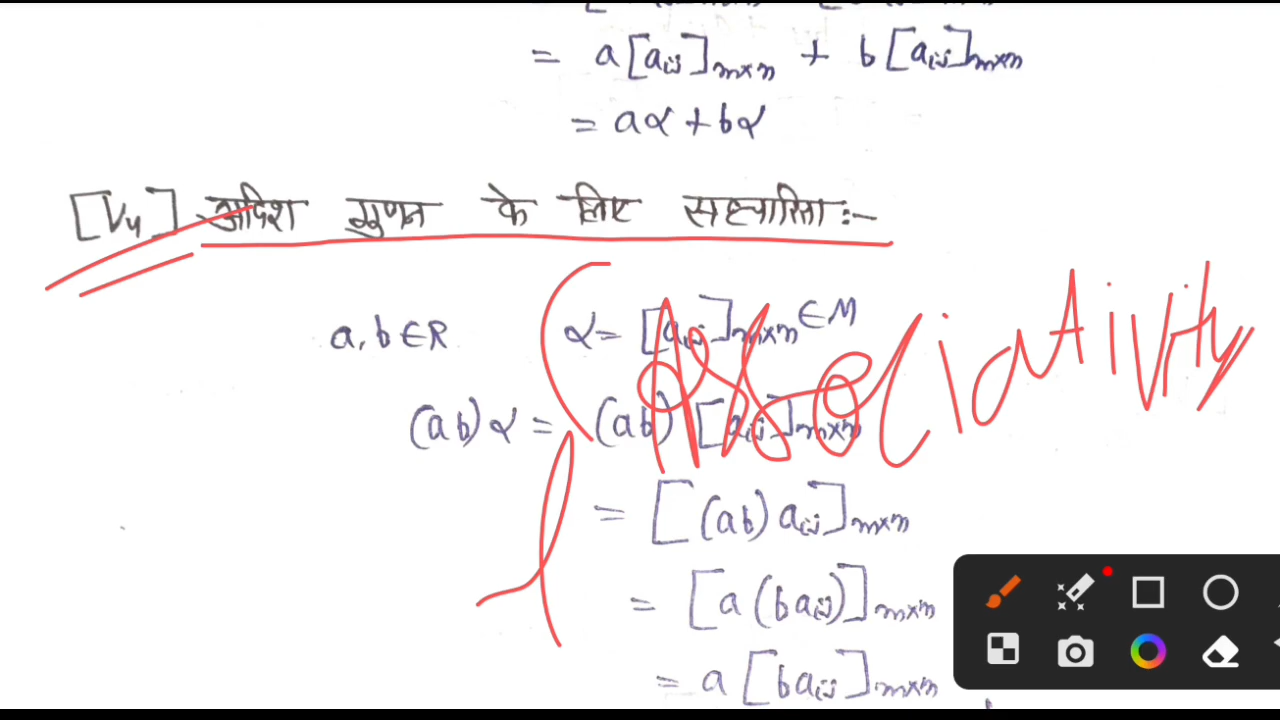 = a[aij]m×n + b[aij]m×n
= aα + bα
[V4] अदिश गुणन के लिए सहचारिता :-
a, b ∈ R α = [aij]m×n ∈ M
Associativity
(ab)α = (ab) [aij]m×n
= [(ab)aij]m×n
= [a(baij)]m×n
= a[baij]m×n